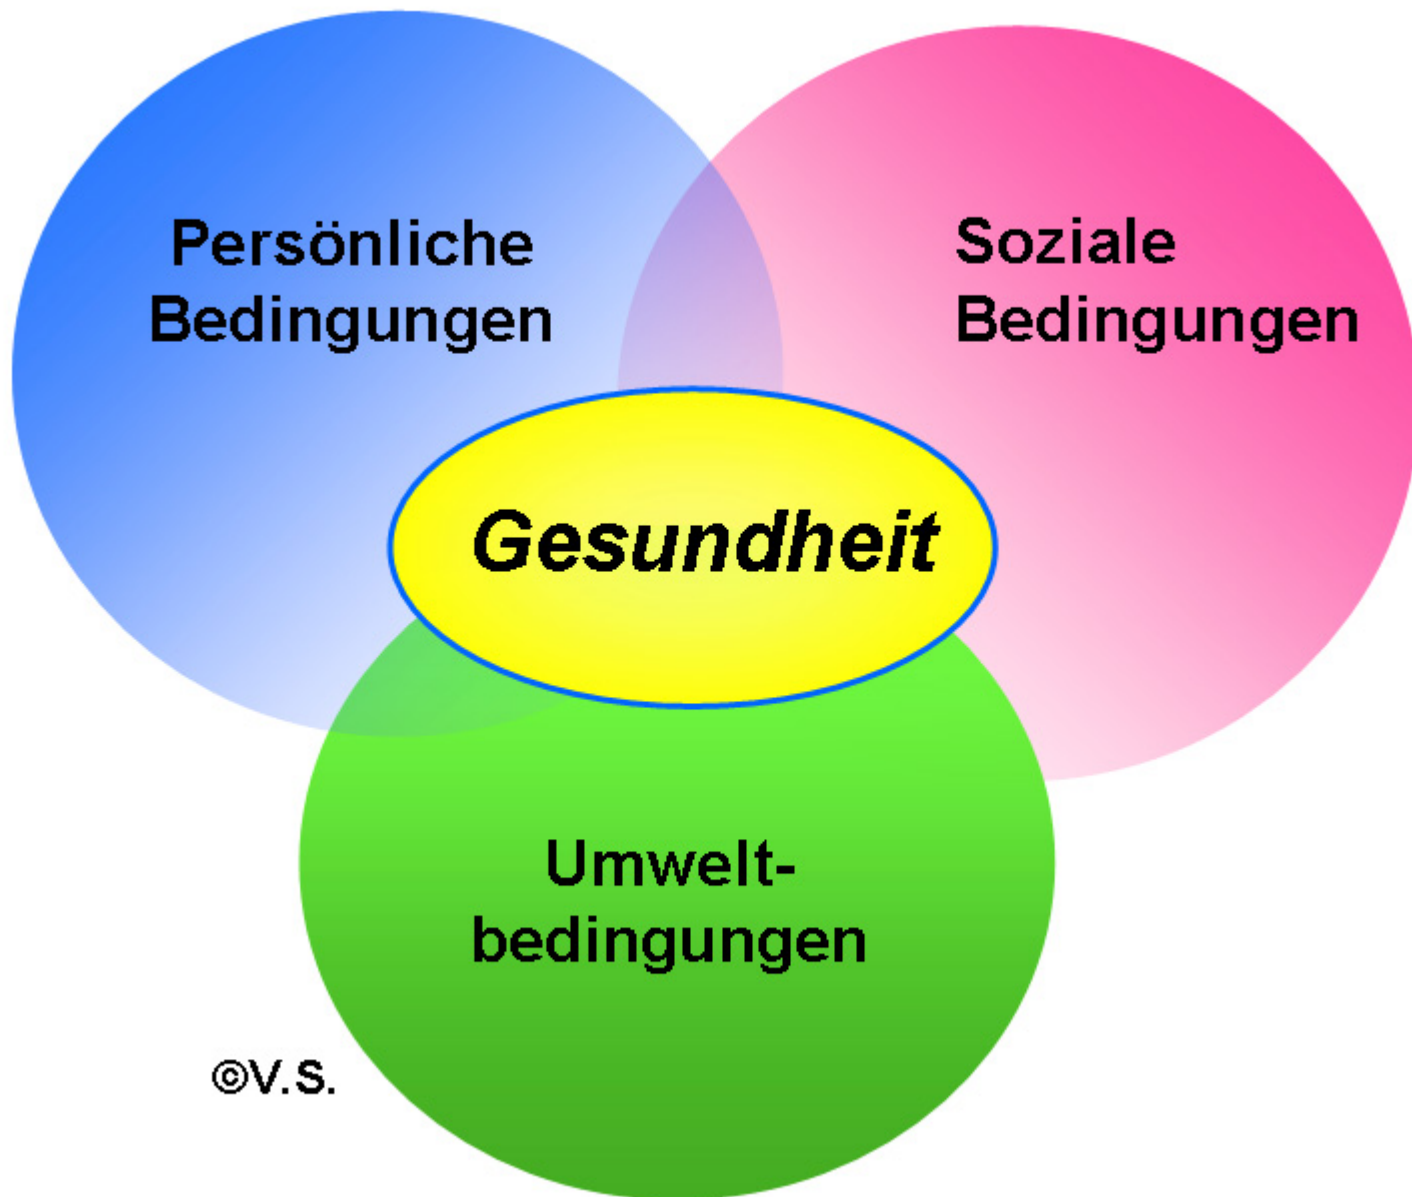 Persönliche
Bedingungen
Soziale
Bedingungen
Gesundheit
Umwelt-
bedingungen
©V.S.